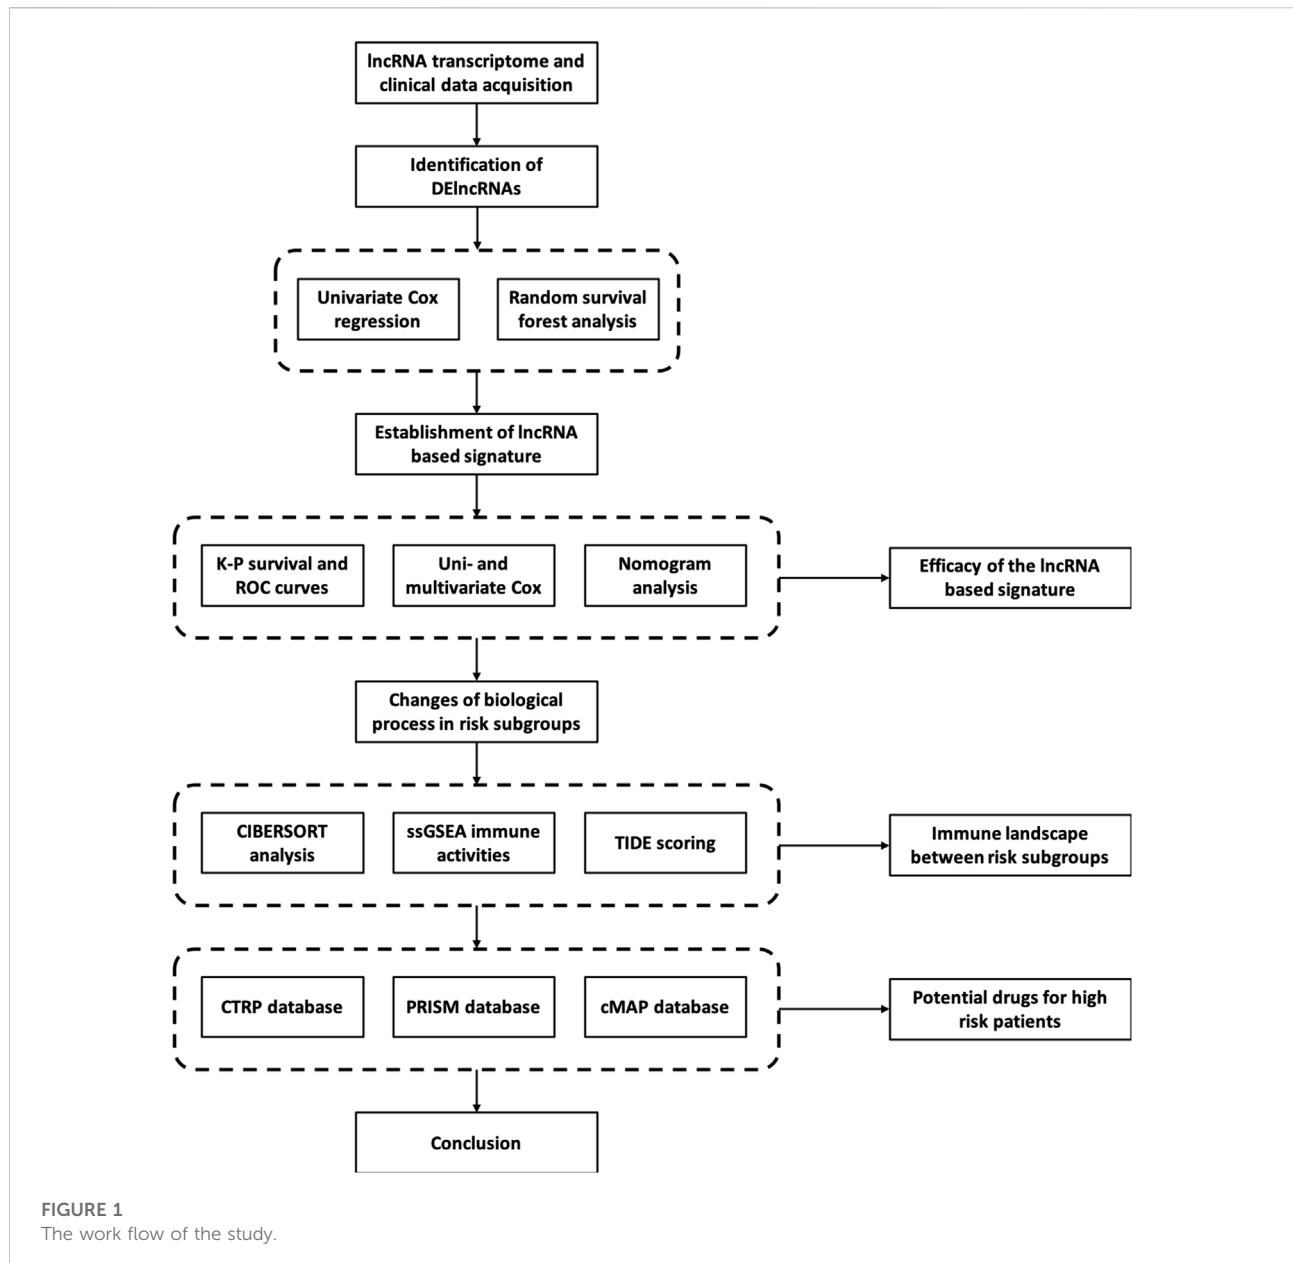 lncRNA transcriptome and
clinical data acquisition
Identification of
DElncRNAs
Univariate Cox
regression
Random survival
forest analysis
Establishment of lncRNA
based signature
K-P survival and
ROC curves
Uni- and
multivariate Cox
Nomogram
analysis
Efficacy of the lncRNA
based signature
Changes of biological
process in risk subgroups
CIBERSORT
analysis
ssGSEA immune
activities
TIDE scoring
Immune landscape
between risk subgroups
CTRP database
PRISM database
cMAP database
Potential drugs for high
risk patients
Conclusion
FIGURE 1
The work flow of the study.